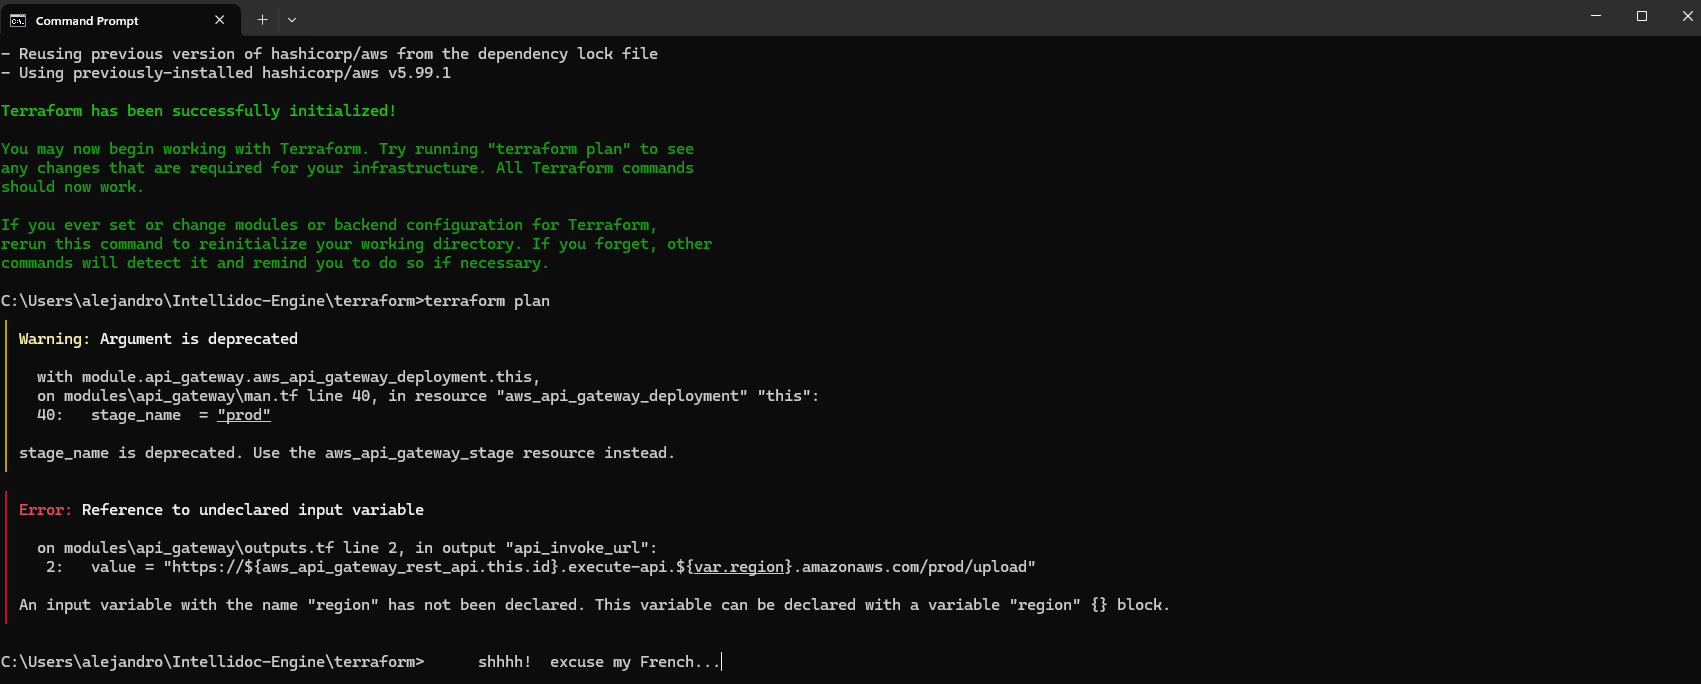 Command Prompt
- Reusing previous version of hashicorp/aws from the dependency lock file
- Using previously-installed hashicorp/aws v5.99.1
Terraform has been successfully initialized!
You may now begin working with Terraform. Try running "terraform plan" to see
any changes that are required for your infrastructure. All Terraform commands
should now work.
If you ever set or change modules or backend configuration for Terraform,
rerun this command to reinitialize your working directory. If you forget, other
commands will detect it and remind you to do so if necessary.
C:\Users\alejandro\Intellidoc-Engine\terraform>terraform plan
Warning: Argument is deprecated
with module.api_gateway.aws_api_gateway_deployment.this,
on modules\api_gateway\man.tf line 40, in resource "aws_api_gateway_deployment" "this":
40:   stage_name  = "prod"
stage_name is deprecated. Use the aws_api_gateway_stage resource instead.
Error: Reference to undeclared input variable
on modules\api_gateway\outputs.tf line 2, in output "api_invoke_url":
2:   value = "https://${aws_api_gateway_rest_api.this.id}.execute-api.${var.region}.amazonaws.com/prod/upload"
An input variable with the name "region" has not been declared. This variable can be declared with a variable "region" {} block.
C:\Users\alejandro\Intellidoc-Engine\terraform>      shhhh!  excuse my French...